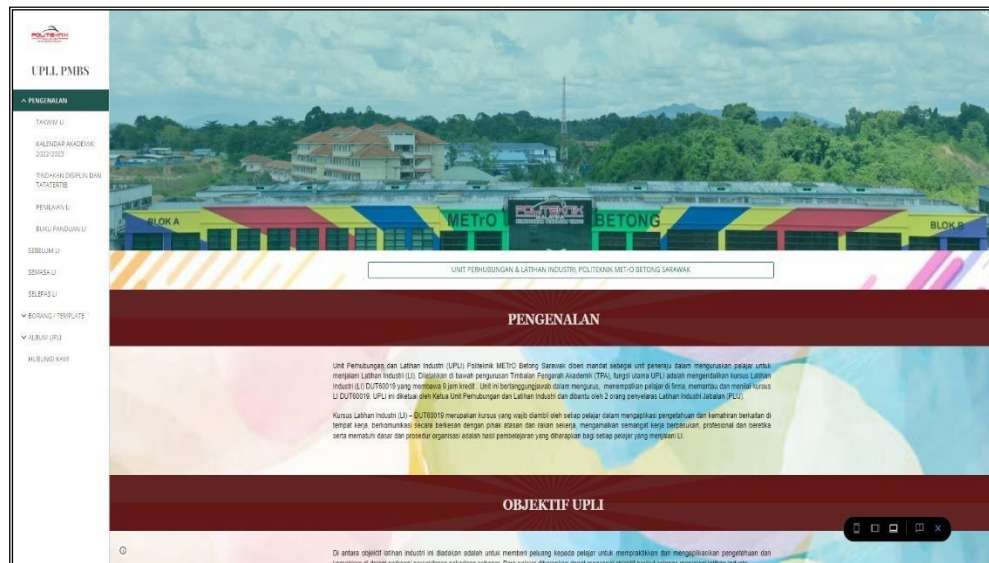 POLITEKNIK
UPLI, PMBS
PENGENALAN
TAKWIM LI
KALENDAR AKADEMIK
2022/2023
TINDAKAN DISIPLIN DAN
TATATERTIB
PENILAIAN LI
BUKU PANDUAN LI
SEBELUM LI
SEMASA LI
SELEPAS LI
BORANG / TEMPLATE
ALBUM UPLI
HUBUNGI KAMI
BLOK A
METrO
POLITEKNIK
MALAYSIA
BETONG
BLOK B
UNIT PERHUBUNGAN & LATIHAN INDUSTRI, POLITEKNIK METrO BETONG SARAWAK
PENGENALAN
Unit Perhubungan dan Latihan Industri (UPLI) Politeknik METrO Betong Sarawak diberi mandat sebagai unit peneraju dalam menguruskan pelajar untuk
menjalani Latihan Industri (LI). Diletakkan di bawah pengurusan Timbalan Pengarah Akademik (TPA), fungsi utama UPLI adalah mengendalikan kursus Latihan
Industri (LI) DUT60019 yang membawa 9 jam kredit. Unit ini bertanggungjawab dalam mengurus, menempatkan pelajar di firma, memantau dan menilai kursus
LI DUT60019. UPLI ini diketuai oleh Ketua Unit Perhubungan dan Latihan Industri dan dibantu oleh 2 orang penyelaras Latihan Industri Jabatan (PLIJ).
Kursus Latihan Industri (LI) – DUT60019 merupakan kursus yang wajib diambil oleh setiap pelajar dalam mengaplikasi pengetahuan dan kemahiran berkaitan di
tempat kerja, berkomunikasi secara berkesan dengan pihak atasan dan rakan sekerja, mengamalkan semangat kerja berpasukan, profesional dan beretika
serta mematuhi dasar dan prosedur organisasi adalah hasil pembelajaran yang diharapkan bagi setiap pelajar yang menjalani LI.
OBJEKTIF UPLI
Di antara objektif latihan industri ini diadakan adalah untuk memberi peluang kepada pelajar untuk mempraktikkan dan mengaplikasikan pengetahuan dan